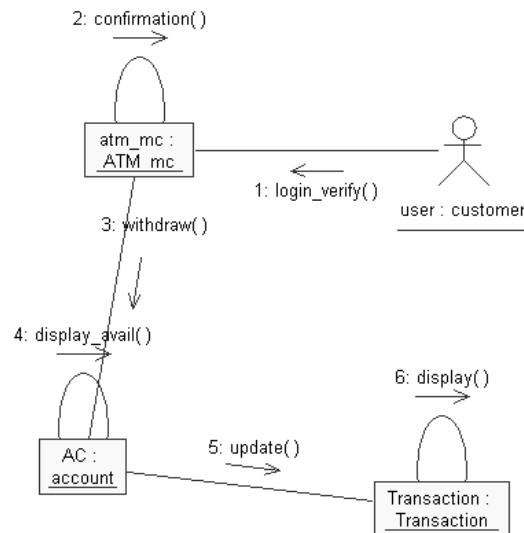 2: confirmation( )
atm_mc :
ATM_mc
1: login_verify( )
user : customer
3: withdraw( )
4: display_avail( )
6: display( )
AC :
account
5: update( )
Transaction :
Transaction